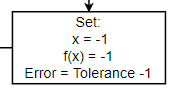 Set:
x = -1
f(x) = -1
Error = Tolerance -1